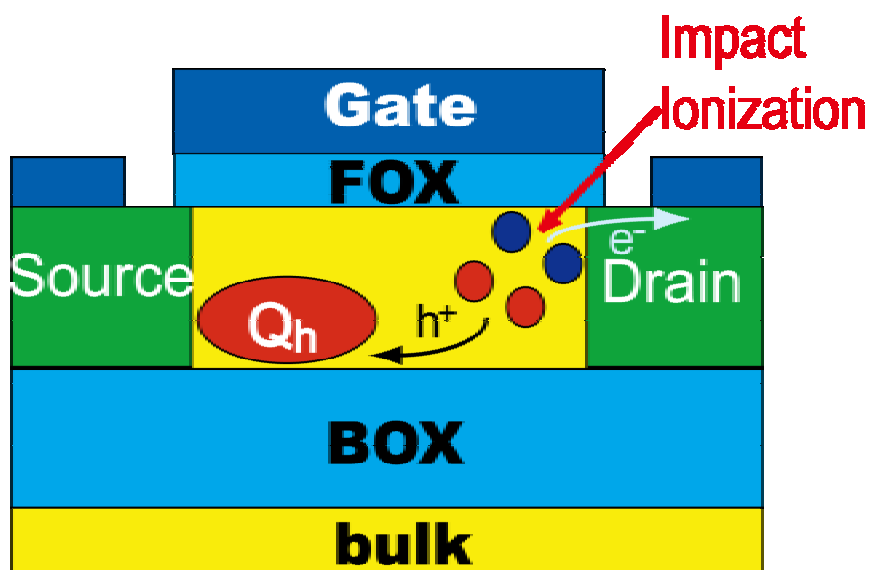 Impact
Ionization
Gate
FOX
e⁻
Source
Drain
Qₕ
h⁺
BOX
bulk